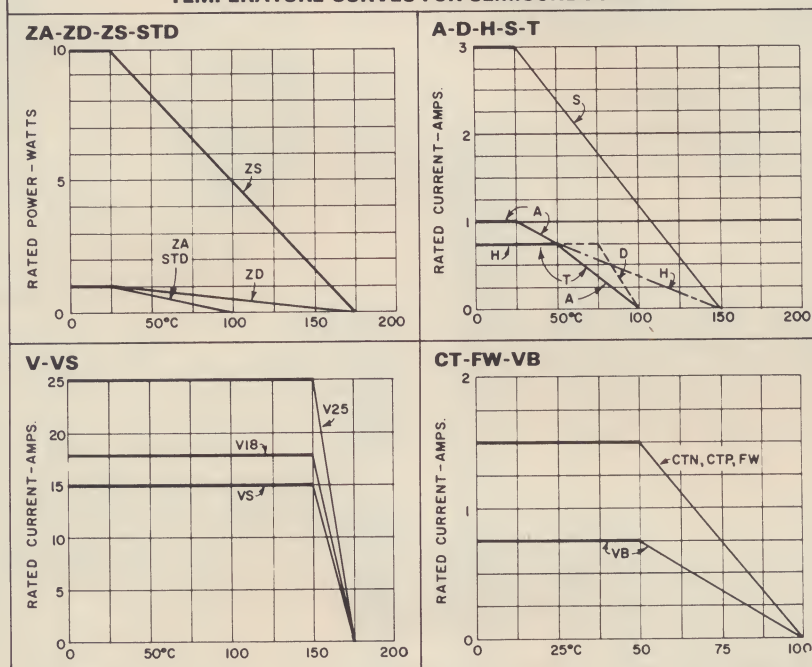 TEMPERATURE CURVES FOR
ZA-ZD-ZS-STD
RATED POWER-WATTS
10
5
0
ZS
ZA
STD
ZD
0
50°C
100
150
200
A-D-H-S-T
RATED CURRENT-AMPS.
3
2
1
0
S
A
H
T
A
D
H
0
50
100
150
200
V-VS
RATED CURRENT-AMPS.
25
20
15
10
5
0
V25
V18
VS
0
50°C
100
150
200
CT-FW-VB
RATED CURRENT-AMPS.
2
1
0
CTN, CTP, FW
VB
0
25°C
50
75
100